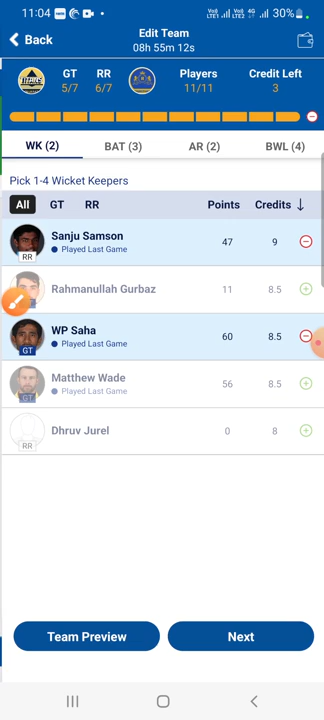 11:04
30%
Back
Edit Team
08h 55m 12s
GT
RR
Players
Credit Left
5/7
6/7
11/11
3
WK (2)
BAT (3)
AR (2)
BWL (4)
Pick 1-4 Wicket Keepers
All
GT
RR
Points
Credits ↓
Sanju Samson
Played Last Game
47
9
RR
Rahmanullah Gurbaz
11
8.5
WP Saha
Played Last Game
60
8.5
GT
Matthew Wade
Played Last Game
56
8.5
GT
Dhruv Jurel
0
8
RR
Team Preview
Next